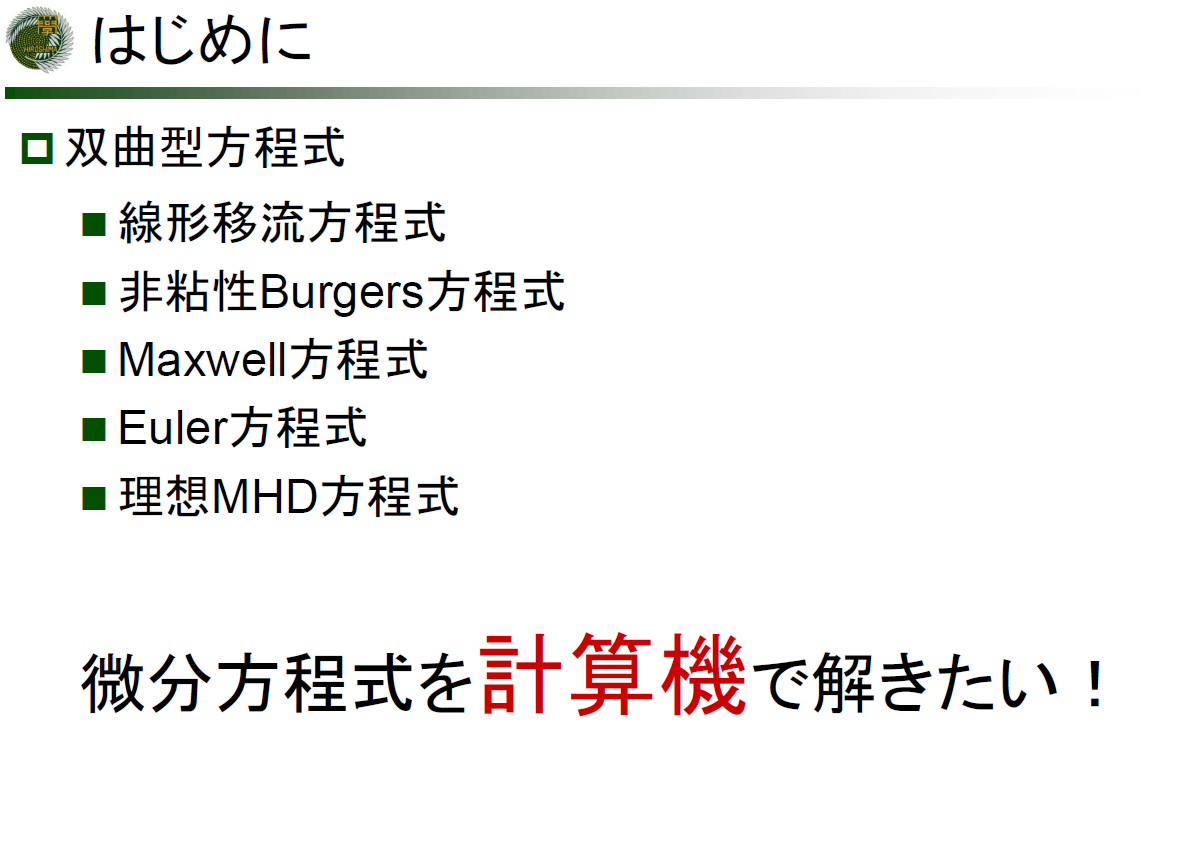 HIROSHIMA
はじめに
双曲型方程式
線形移流方程式
非粘性Burgers方程式
Maxwell方程式
Euler方程式
理想MHD方程式
微分方程式を計算機で解きたい！